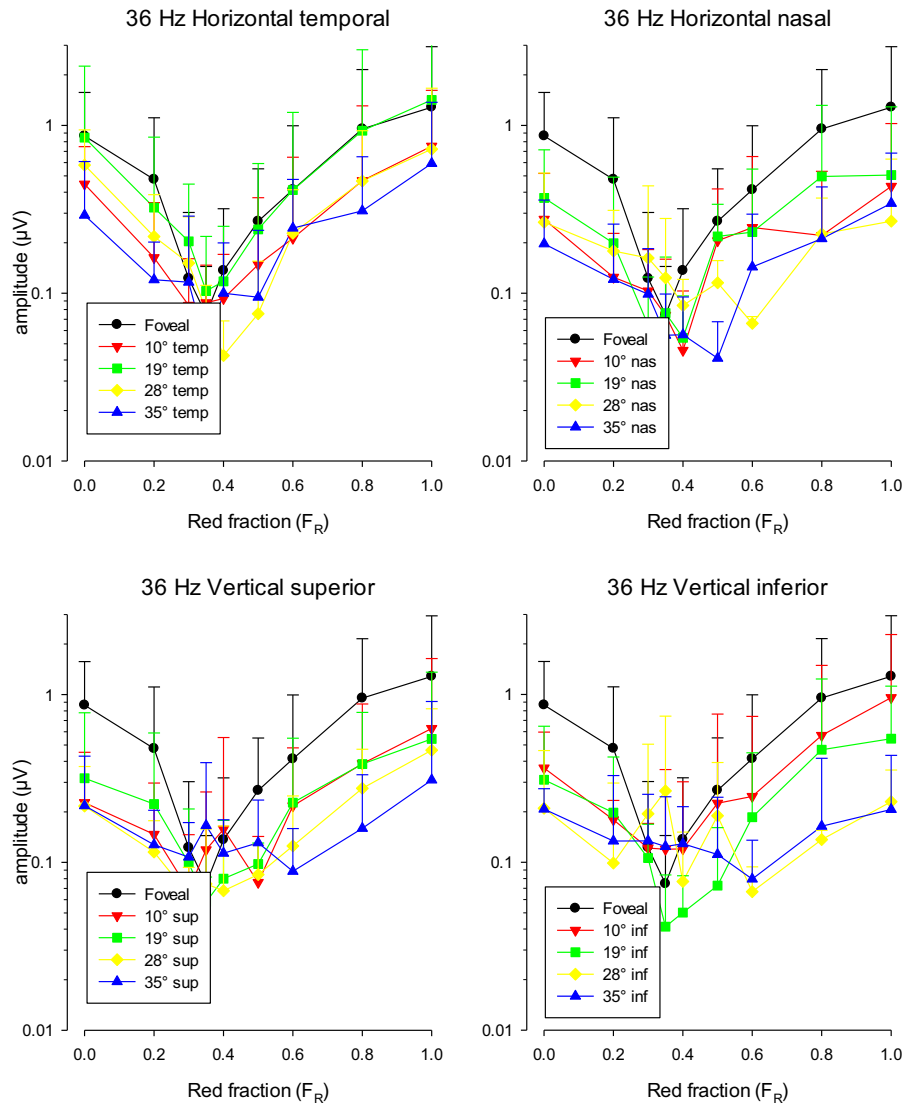 36 Hz Horizontal temporal
amplitude (µV)
1
0.1
0.01
Foveal
10° temp
19° temp
28° temp
35° temp
0.0 0.2 0.4 0.6 0.8 1.0
Red fraction (F_R)
36 Hz Horizontal nasal
1
0.1
0.01
Foveal
10° nas
19° nas
28° nas
35° nas
0.0 0.2 0.4 0.6 0.8 1.0
Red fraction (F_R)
36 Hz Vertical superior
amplitude (µV)
1
0.1
0.01
Foveal
10° sup
19° sup
28° sup
35° sup
0.0 0.2 0.4 0.6 0.8 1.0
Red fraction (F_R)
36 Hz Vertical inferior
1
0.1
0.01
Foveal
10° inf
19° inf
28° inf
35° inf
0.0 0.2 0.4 0.6 0.8 1.0
Red fraction (F_R)